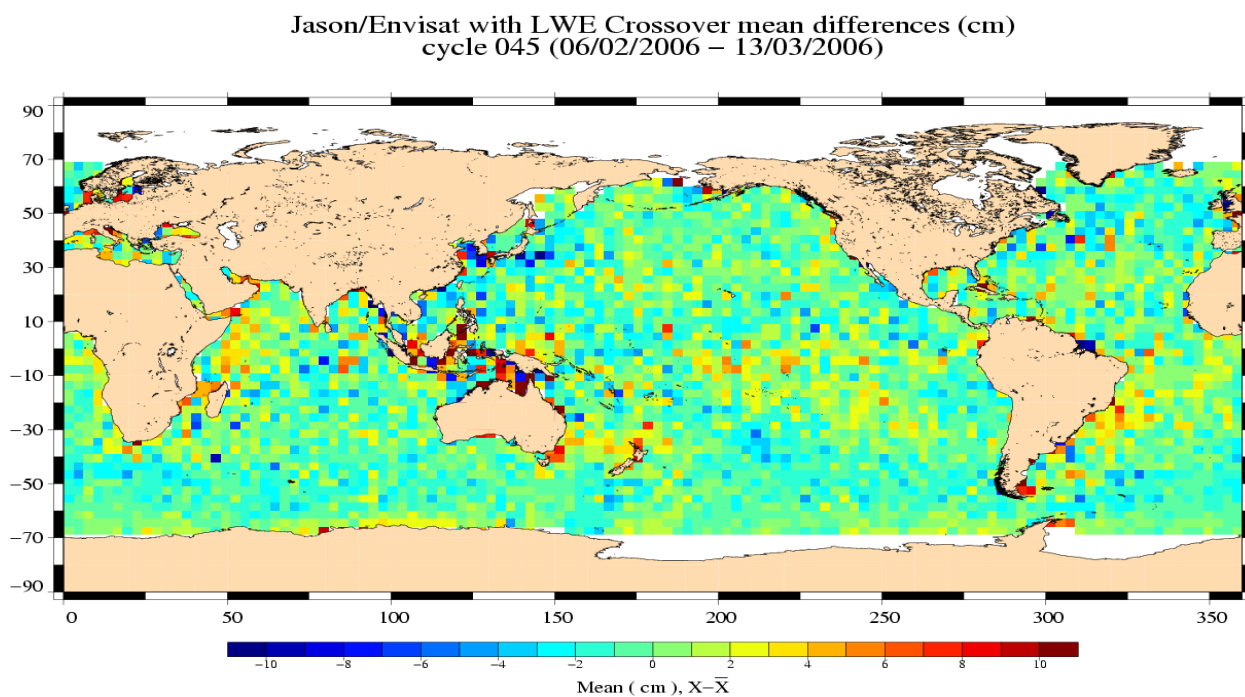 Jason/Envisat with LWE Crossover mean differences (cm)
cycle 045 (06/02/2006 − 13/03/2006)
90
70
50
30
10
−10
−30
−50
−70
−90
0 50 100 150 200 250 300 350
−10 −8 −6 −4 −2 0 2 4 6 8 10
Mean ( cm ), X−X̅